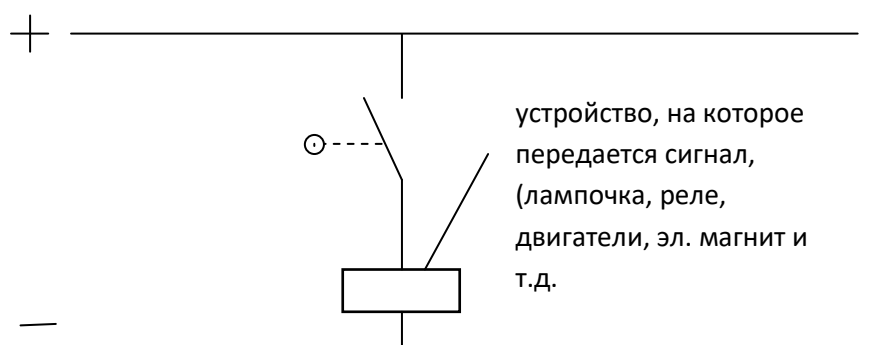 устройство, на которое
передается сигнал,
(лампочка, реле,
двигатели, эл. магнит и
т.д.